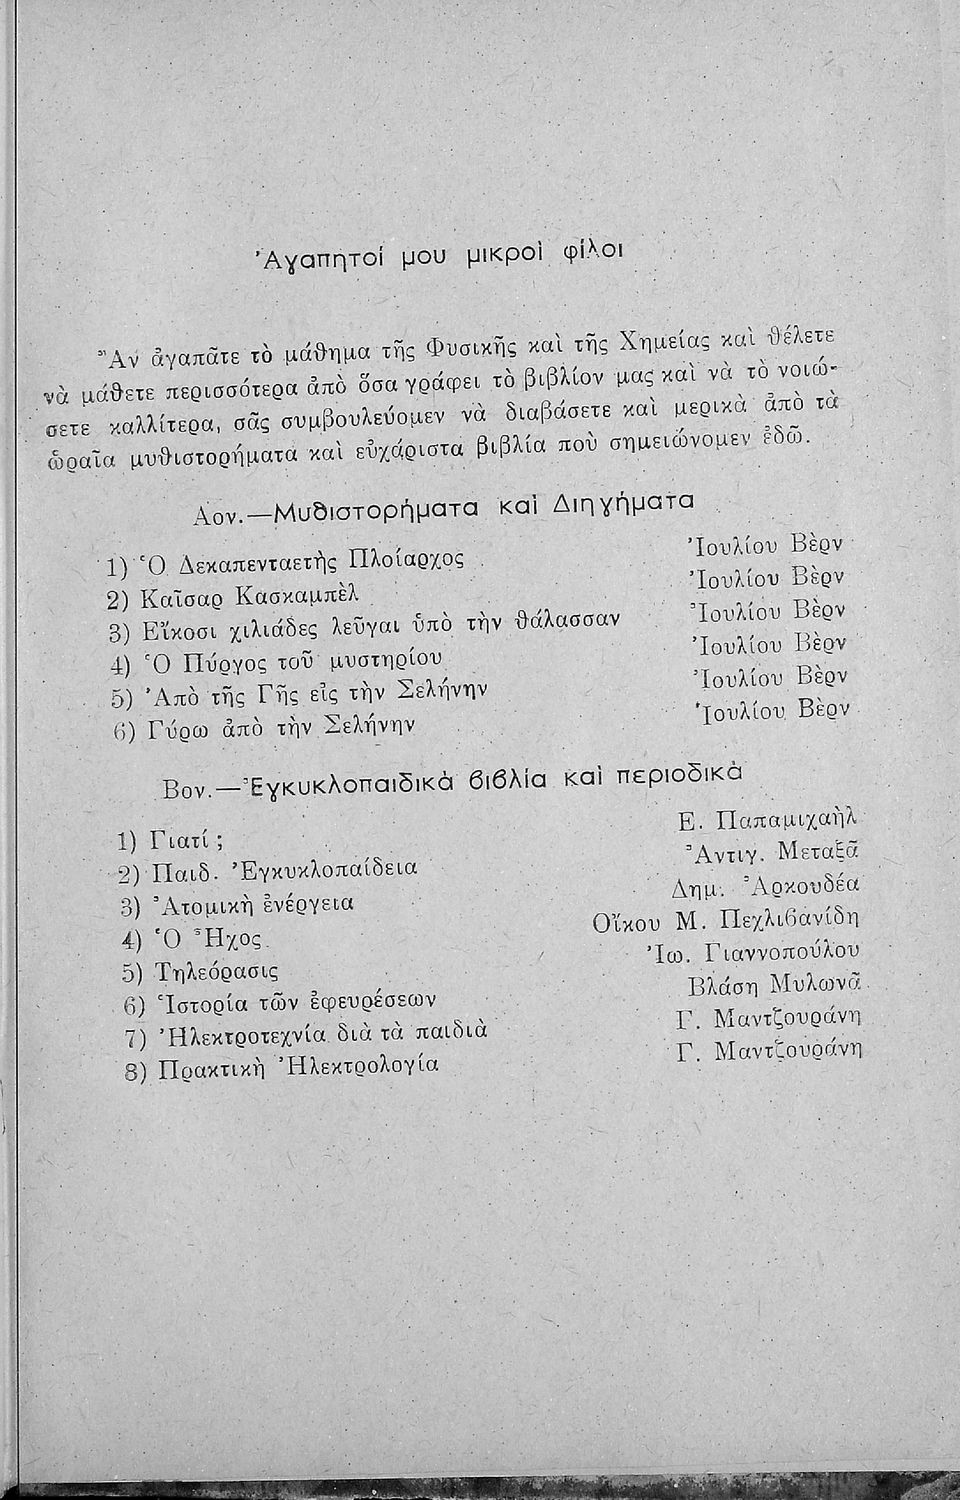 Ἀγαπητοί μου μικροὶ φίλοι
Ἂν ἀγαπᾶτε τὸ μάθημα τῆς Φυσικῆς καὶ τῆς Χημείας καὶ θέλετε
νὰ μάθετε περισσότερα ἀπὸ ὅσα γράφει τὸ βιβλίον μας καὶ νὰ τὸ νοιώ-
σετε καλλίτερα, σᾶς συμβουλεύομεν νὰ διαβάσετε καὶ μερικὰ ἀπὸ τὰ
ὡραῖα μυθιστορήματα καὶ εὐχάριστα βιβλία ποὺ σημειώνομεν ἐδῶ.
Αον.—Μυθιστορήματα καὶ Διηγήματα
1) Ὁ Δεκαπενταετὴς Πλοίαρχος Ἰουλίου Βὲρν
2) Καῖσαρ Κασκαμπὲλ Ἰουλίου Βὲρν
3) Εἴκοσι χιλιάδες λεῦγαι ὑπὸ τὴν θάλασσαν Ἰουλίου Βὲρν
4) Ὁ Πύργος τοῦ μυστηρίου Ἰουλίου Βὲρν
5) Ἀπὸ τῆς Γῆς εἰς τὴν Σελήνην Ἰουλίου Βὲρν
6) Γύρω ἀπὸ τὴν Σελήνην Ἰουλίου Βὲρν
Βον.—Ἐγκυκλοπαιδικὰ βιβλία καὶ περιοδικὰ
1) Γιατί ; Ε. Παπαμιχαὴλ
2) Παιδ. Ἐγκυκλοπαίδεια Ἀντιγ. Μεταξᾶ
3) Ἀτομικὴ ἐνέργεια Δημ. Ἀρκουδέα
4) Ὁ Ἦχος Οἴκου Μ. Πεχλιβανίδη
5) Τηλεόρασις Ἰω. Γιαννοπούλου
6) Ἱστορία τῶν ἐφευρέσεων Βλάση Μυλωνᾶ
7) Ἠλεκτροτεχνία διὰ τὰ παιδιὰ Γ. Μαντζουράνη
8) Πρακτικὴ Ἠλεκτρολογία Γ. Μαντζουράνη